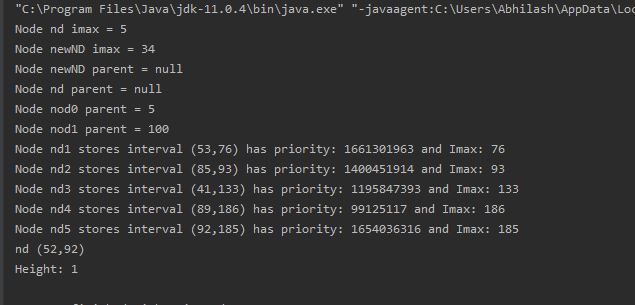 "C:\Program Files\Java\jdk-11.0.4\bin\java.exe" "-javaagent:C:\Users\Abhilash\AppData\Loc
Node nd imax = 5
Node newND imax = 34
Node newND parent = null
Node nd parent = null
Node nod0 parent = 5
Node nod1 parent = 100
Node nd1 stores interval (53,76) has priority: 1661301963 and Imax: 76
Node nd2 stores interval (85,93) has priority: 1400451914 and Imax: 93
Node nd3 stores interval (41,133) has priority: 1195847393 and Imax: 133
Node nd4 stores interval (89,186) has priority: 99125117 and Imax: 186
Node nd5 stores interval (92,185) has priority: 1654036316 and Imax: 185
nd (52,92)
Height: 1